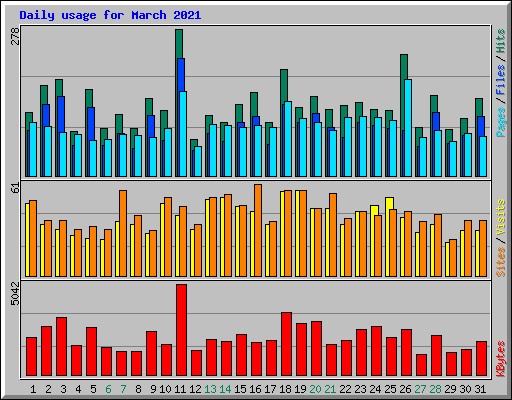 Daily usage for March 2021
278
Pages / Files / Hits
61
Sites / Visits
5042
KBytes
1 2 3 4 5 6 7 8 9 10 11 12 13 14 15 16 17 18 19 20 21 22 23 24 25 26 27 28 29 30 31